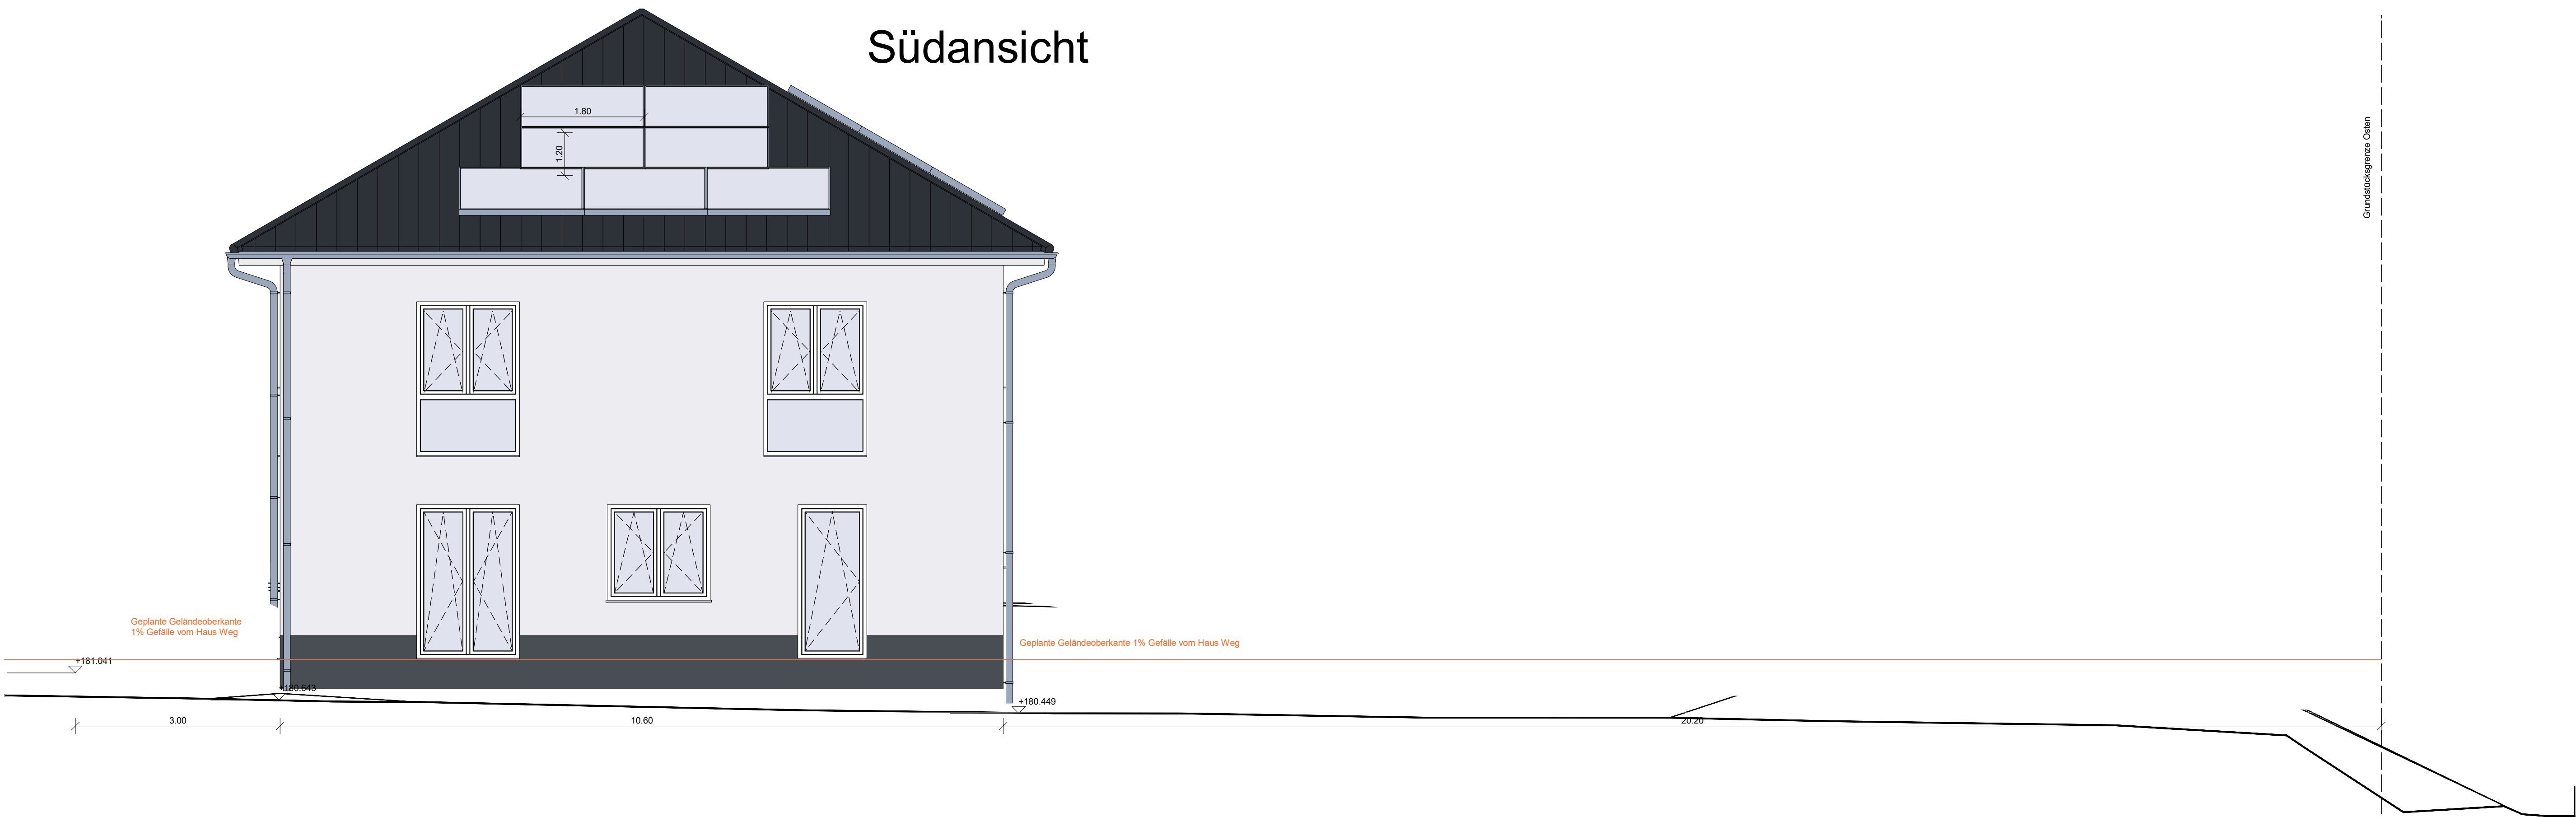 Südansicht
1.80
1.20
Grundstücksgrenze Osten
Geplante Geländeoberkante
1% Gefälle vom Haus Weg
Geplante Geländeoberkante 1% Gefälle vom Haus Weg
+181.041
+180.643
+180.449
3.00
10.60
20.20